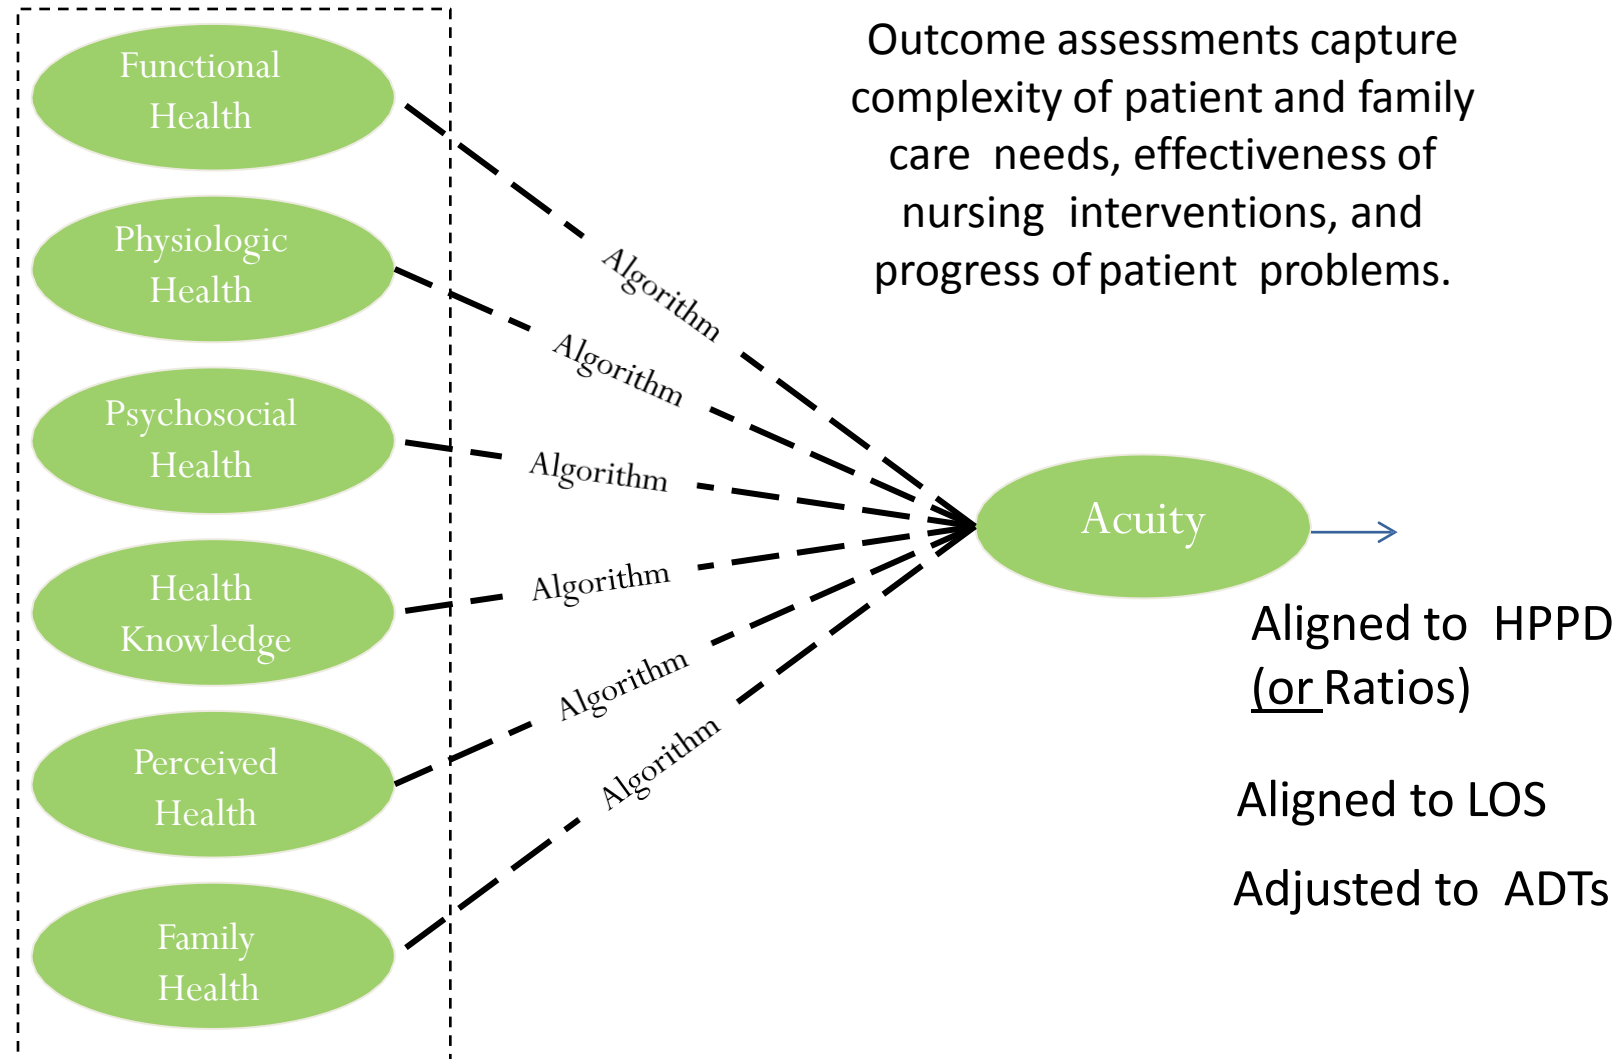 Functional
Health
Physiologic
Health
Psychosocial
Health
Health
Knowledge
Perceived
Health
Family
Health
Algorithm
Algorithm
Algorithm
Algorithm
Algorithm
Algorithm
Outcome assessments capture
complexity of patient and family
care needs, effectiveness of
nursing interventions, and
progress of patient problems.
Acuity
Aligned to HPPD
(or Ratios)
Aligned to LOS
Adjusted to ADTs